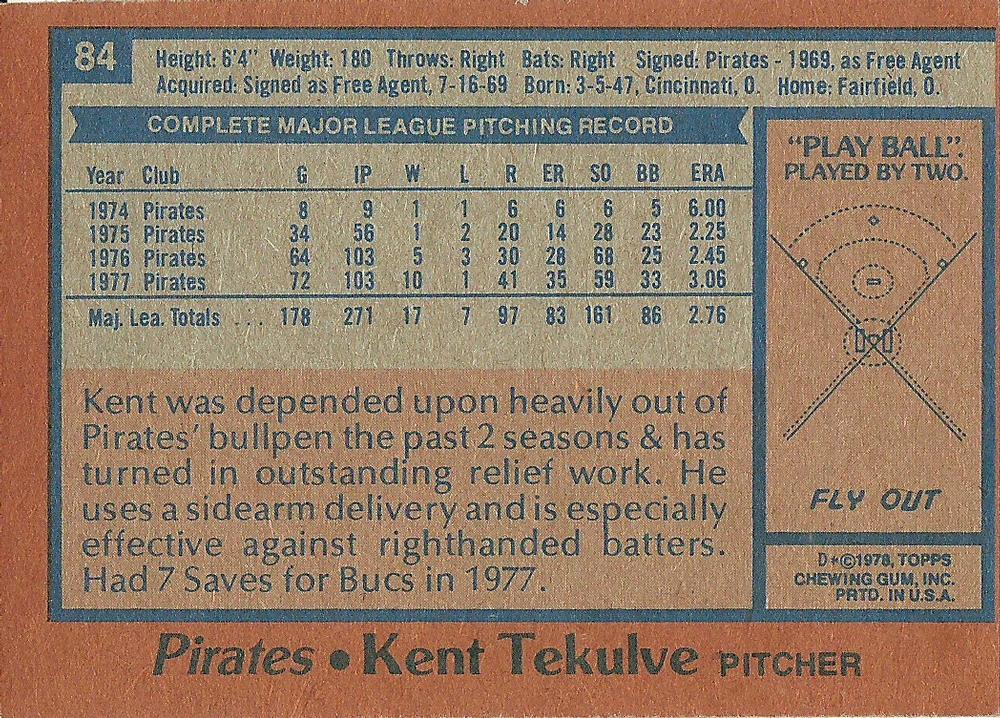 84
Height: 6'4" Weight: 180 Throws: Right Bats: Right Signed: Pirates - 1969, as Free Agent
Acquired: Signed as Free Agent, 7-16-69 Born: 3-5-47, Cincinnati, O. Home: Fairfield, O.
COMPLETE MAJOR LEAGUE PITCHING RECORD
Year Club G IP W L R ER SO BB ERA
1974 Pirates 8 9 1 1 6 6 6 5 6.00
1975 Pirates 34 56 1 2 20 14 28 23 2.25
1976 Pirates 64 103 5 3 30 28 68 25 2.45
1977 Pirates 72 103 10 1 41 35 59 33 3.06
Maj. Lea. Totals ... 178 271 17 7 97 83 161 86 2.76
Kent was depended upon heavily out of
Pirates' bullpen the past 2 seasons & has
turned in outstanding relief work. He
uses a sidearm delivery and is especially
effective against righthanded batters.
Had 7 Saves for Bucs in 1977.
"PLAY BALL".
PLAYED BY TWO.
FLY OUT
D*©1978, TOPPS
CHEWING GUM, INC.
PRTD. IN U.S.A.
Pirates • Kent Tekulve PITCHER